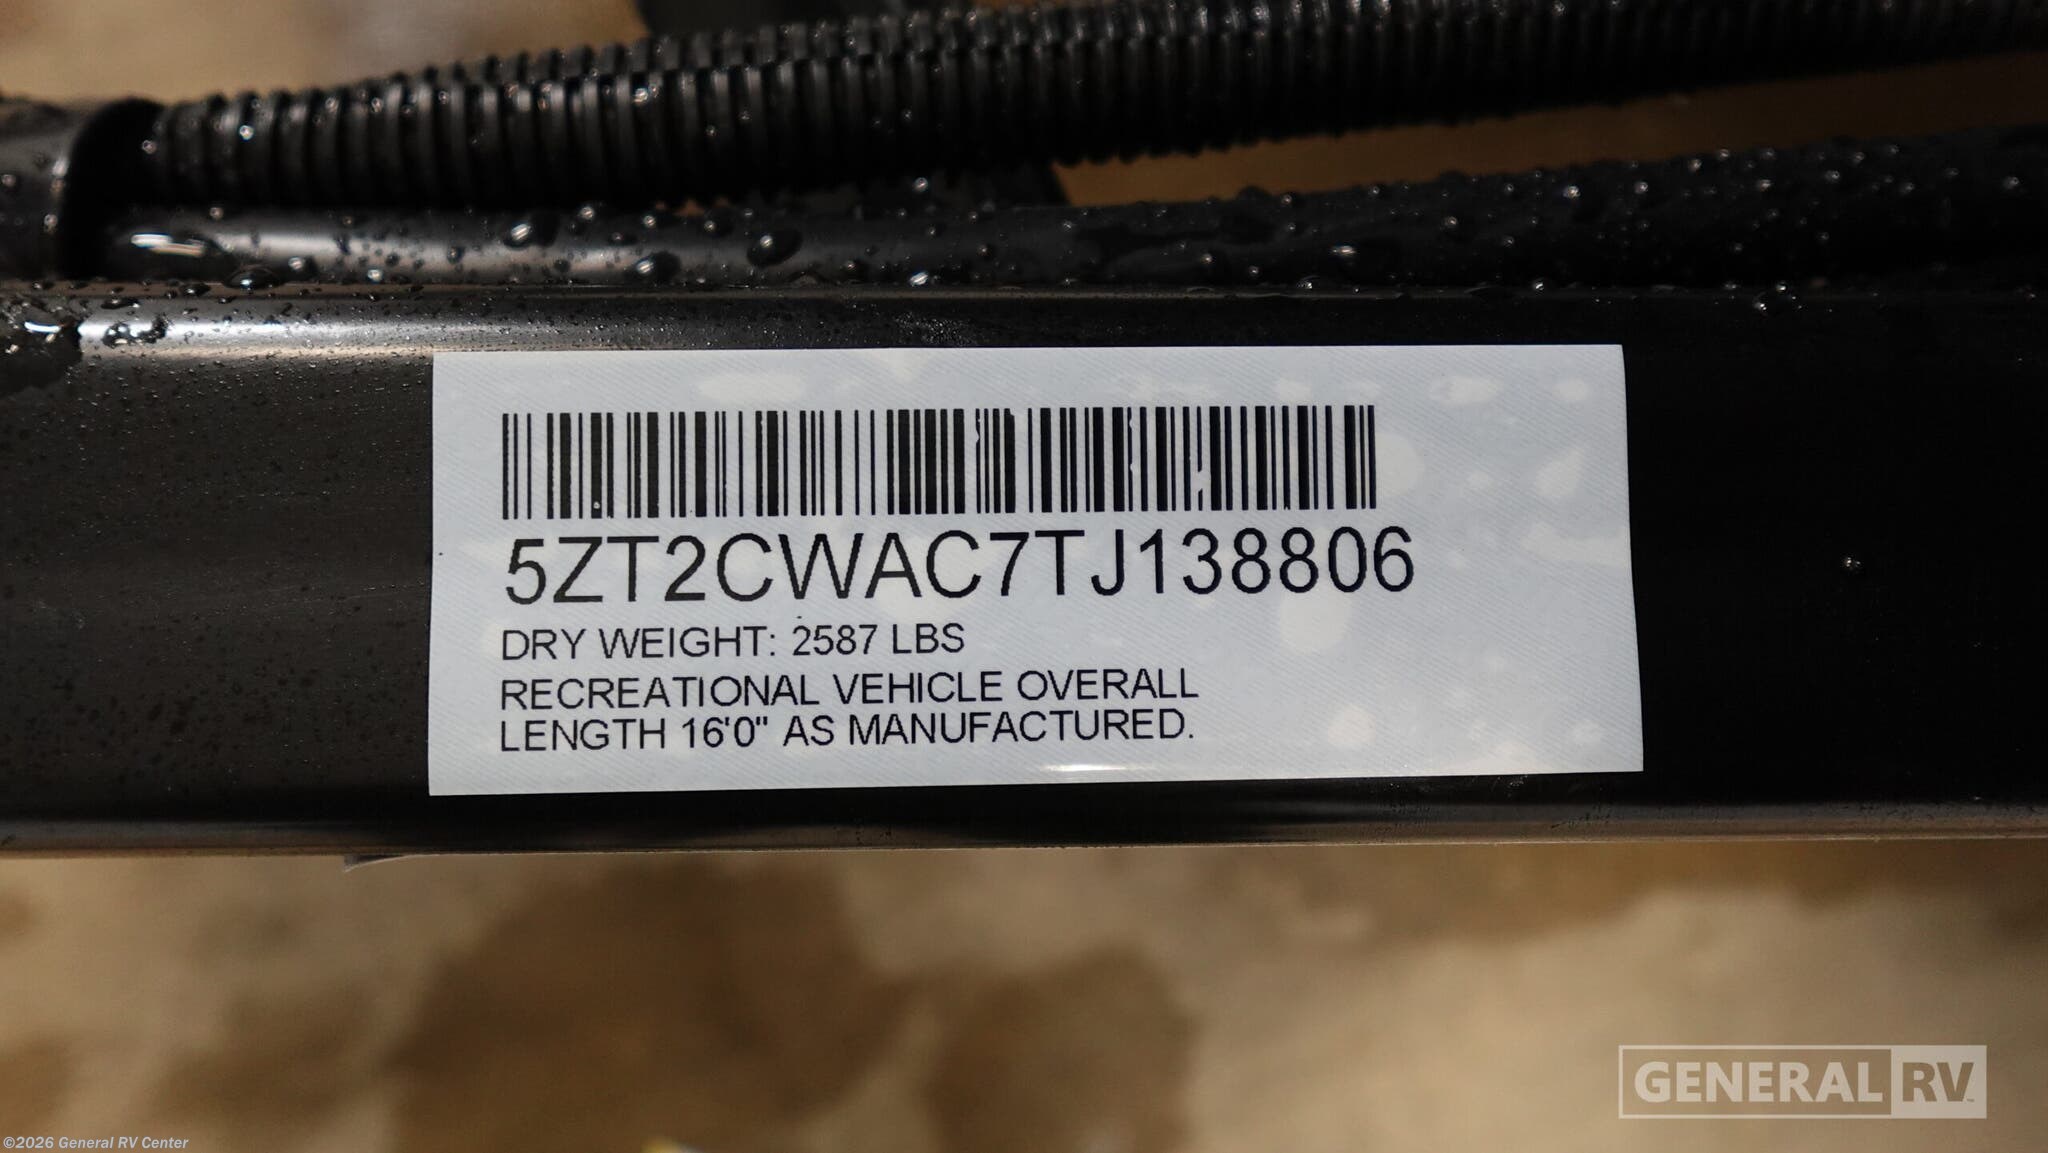 5ZT2CWAC7TJ138806
DRY WEIGHT: 2587 LBS
RECREATIONAL VEHICLE OVERALL
LENGTH 16'0" AS MANUFACTURED.
GENERAL RV
©2026 General RV Center